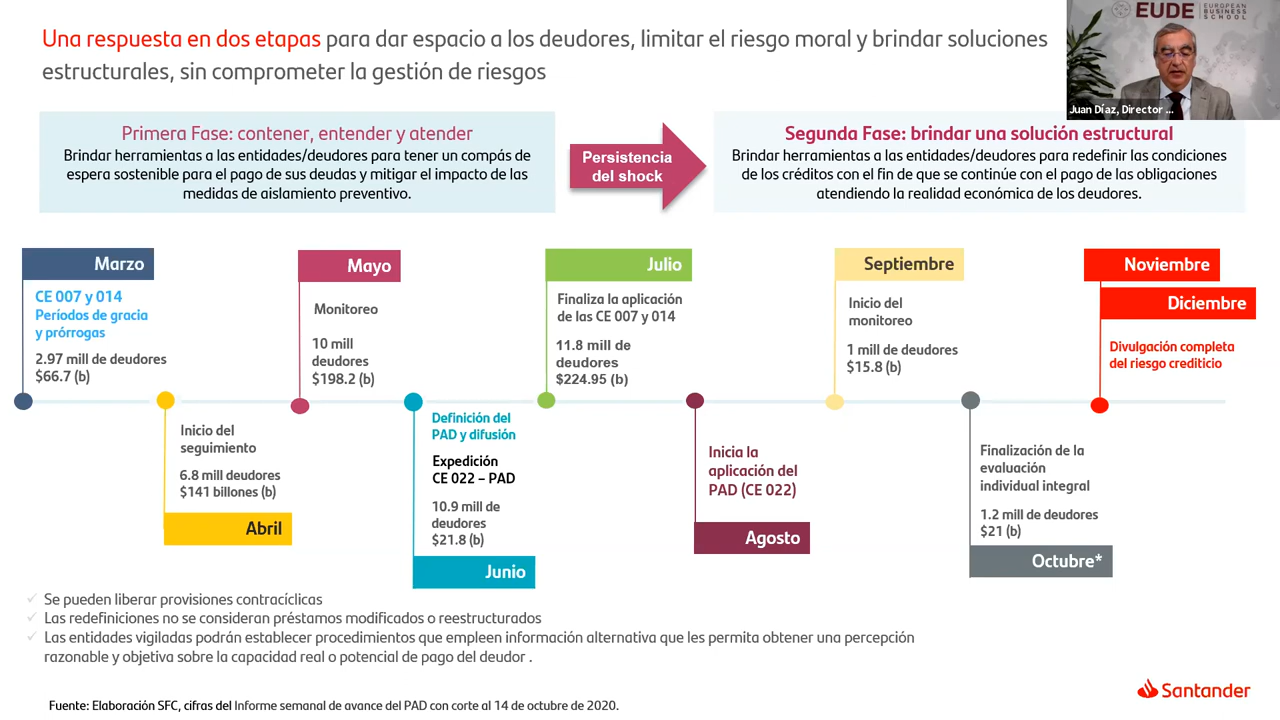 Una respuesta en dos etapas para dar espacio a los deudores, limitar el riesgo moral y brindar soluciones
estructurales, sin comprometer la gestión de riesgos
EUDE EUROPEAN
BUSINESS
SCHOOL
Juan Díaz, Director ...
Primera Fase: contener, entender y atender
Brindar herramientas a las entidades/deudores para tener un compás de
espera sostenible para el pago de sus deudas y mitigar el impacto de las
medidas de aislamiento preventivo.
Persistencia
del shock
Segunda Fase: brindar una solución estructural
Brindar herramientas a las entidades/deudores para redefinir las condiciones
de los créditos con el fin de que se continúe con el pago de las obligaciones
atendiendo la realidad económica de los deudores.
Marzo
CE 007 y 014
Períodos de gracia
y prórrogas
2.97 mill de deudores
$66.7 (b)
Inicio del
seguimiento
6.8 mill deudores
$141 billones (b)
Abril
Mayo
Monitoreo
10 mill
deudores
$198.2 (b)
Definición del
PAD y difusión
Expedición
CE 022 – PAD
10.9 mill de
deudores
$21.8 (b)
Junio
Julio
Finaliza la aplicación
de las CE 007 y 014
11.8 mill de
deudores
$224.95 (b)
Inicia la
aplicación del
PAD (CE 022)
Agosto
Septiembre
Inicio del
monitoreo
1 mill de deudores
$15.8 (b)
Finalización de la
evaluación
individual integral
1.2 mill de deudores
$21 (b)
Octubre*
Noviembre
Diciembre
Divulgación completa
del riesgo crediticio
✓ Se pueden liberar provisiones contracíclicas
✓ Las redefiniciones no se consideran préstamos modificados o reestructurados
✓ Las entidades vigiladas podrán establecer procedimientos que empleen información alternativa que les permita obtener una percepción
razonable y objetiva sobre la capacidad real o potencial de pago del deudor .
Santander
Fuente: Elaboración SFC, cifras del Informe semanal de avance del PAD con corte al 14 de octubre de 2020.